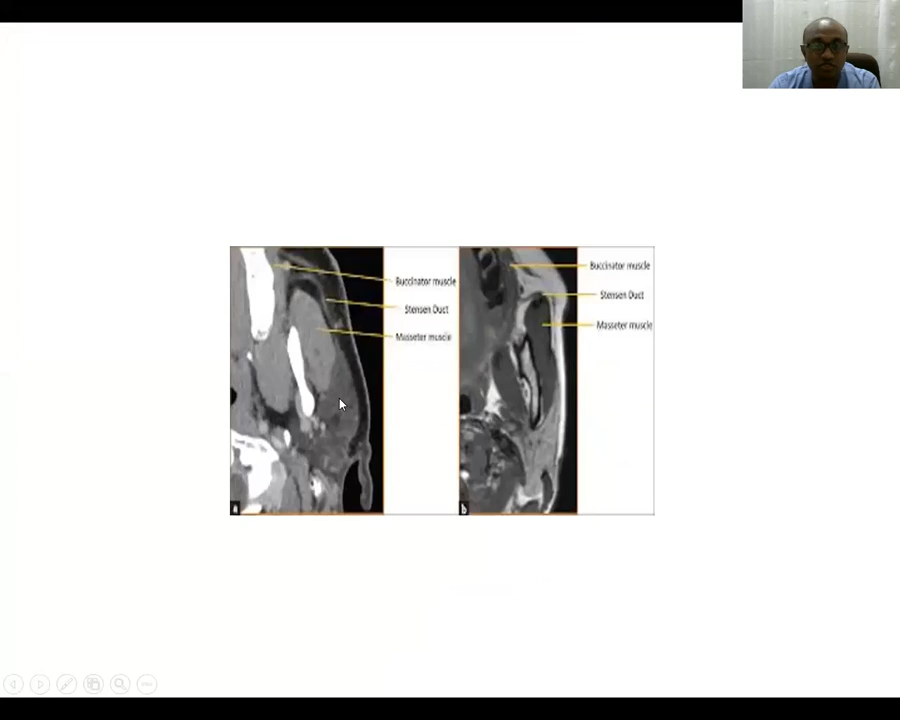 Buccinator muscle
Stensen Duct
Masseter muscle
a
Buccinator muscle
Stensen Duct
Masseter muscle
b